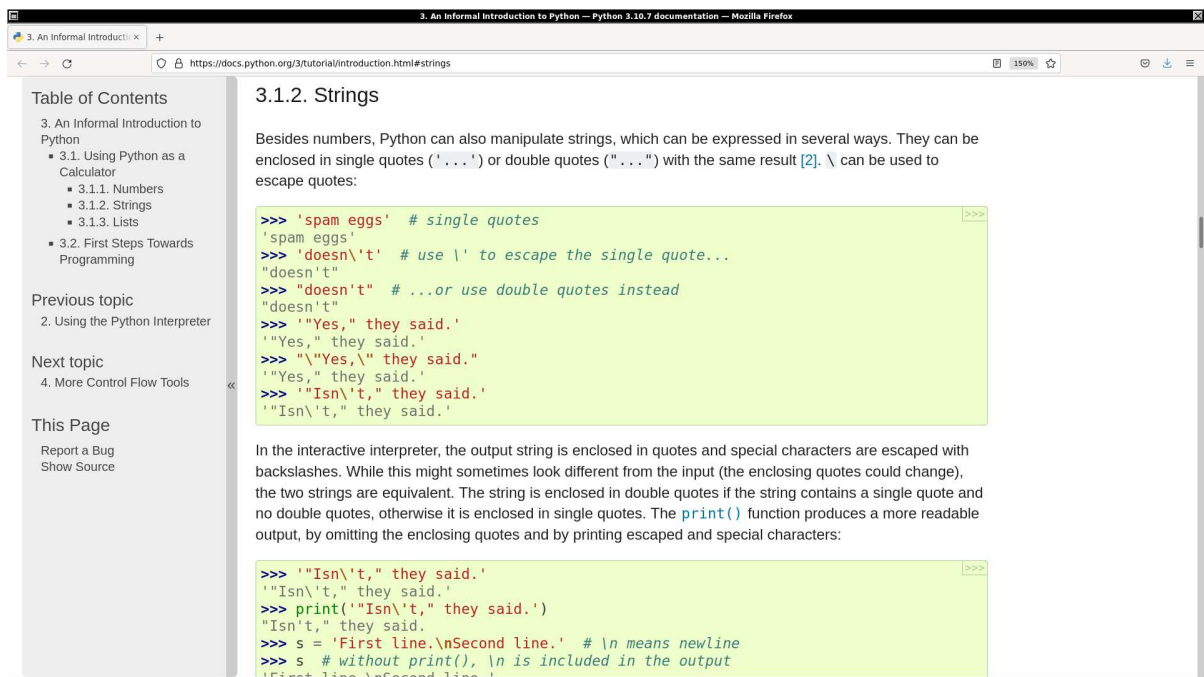 3. An Informal Introduction to Python — Python 3.10.7 documentation — Mozilla Firefox
3. An Informal Introducti
https://docs.python.org/3/tutorial/introduction.html#strings
150%
Table of Contents
3. An Informal Introduction to
Python
3.1. Using Python as a
Calculator
3.1.1. Numbers
3.1.2. Strings
3.1.3. Lists
3.2. First Steps Towards
Programming
Previous topic
2. Using the Python Interpreter
Next topic
4. More Control Flow Tools
«
This Page
Report a Bug
Show Source
3.1.2. Strings
Besides numbers, Python can also manipulate strings, which can be expressed in several ways. They can be
enclosed in single quotes ('...') or double quotes ("...") with the same result [2]. \ can be used to
escape quotes:
>>>
>>> 'spam eggs'  # single quotes
'spam eggs'
>>> 'doesn\'t'  # use \' to escape the single quote...
"doesn't"
>>> "doesn't"  # ...or use double quotes instead
"doesn't"
>>> '"Yes," they said.'
'"Yes," they said.'
>>> "\"Yes,\" they said."
'"Yes," they said.'
>>> '"Isn\'t," they said.'
'"Isn\'t," they said.'
In the interactive interpreter, the output string is enclosed in quotes and special characters are escaped with
backslashes. While this might sometimes look different from the input (the enclosing quotes could change),
the two strings are equivalent. The string is enclosed in double quotes if the string contains a single quote and
no double quotes, otherwise it is enclosed in single quotes. The print() function produces a more readable
output, by omitting the enclosing quotes and by printing escaped and special characters:
>>>
>>> '"Isn\'t," they said.'
'"Isn\'t," they said.'
>>> print('"Isn\'t," they said.')
"Isn't," they said.
>>> s = 'First line.\nSecond line.'  # \n means newline
>>> s  # without print(), \n is included in the output
'First line.\nSecond line.'